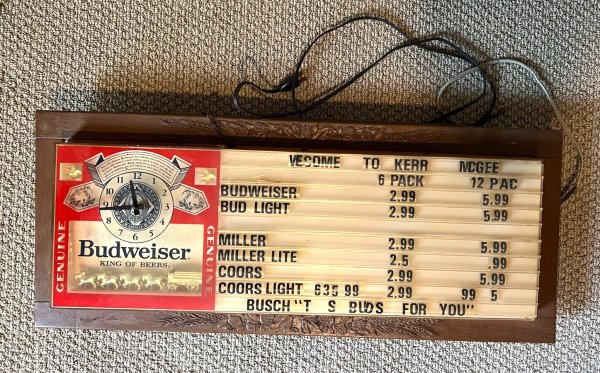 WECOME TO KERR MCGEE
6 PACK 12 PAC
BUDWEISER 2.99 5.99
BUD LIGHT 2.99 5.99
MILLER 2.99 5.99
MILLER LITE 2.5 .99
COORS 2.99 5.99
COORS LIGHT 635 99 2.99 99 5
BUSCH "T S BUDS FOR YOU"
12
GENUINE
Budweiser
KING OF BEERS.
GENUINE